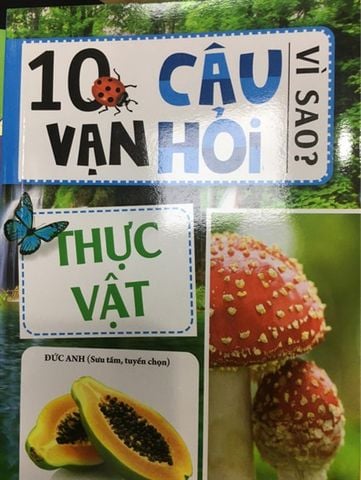 10 CÂU
VẠN HỎI
VÌ SAO?
THỰC
VẬT
ĐỨC ANH (Sưu tầm, tuyển chọn)